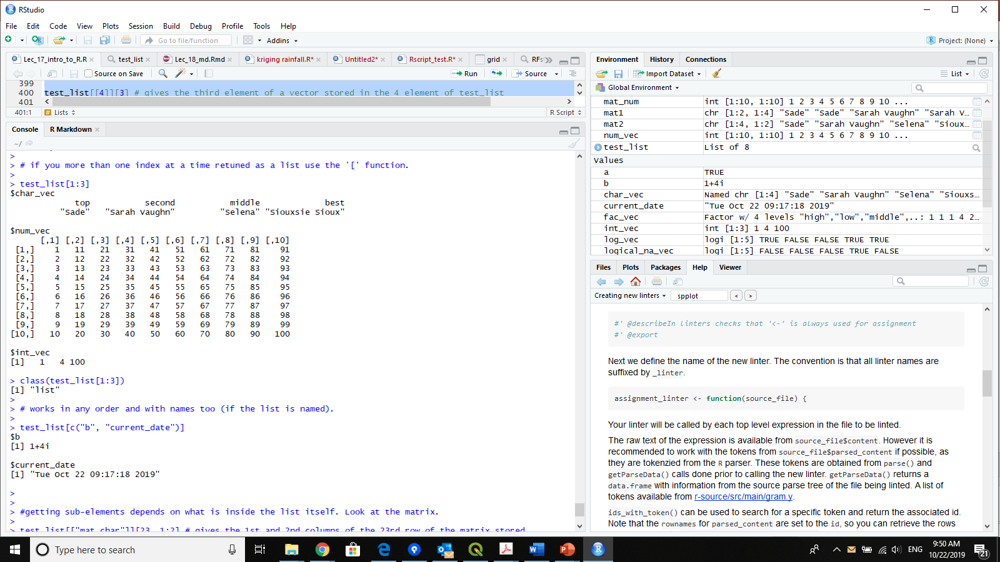 RStudio
File Edit Code View Plots Session Build Debug Profile Tools Help
Go to file/function Addins Project: (None)
Lec_17_intro_to_R.R test_list Lec_18_md.Rmd kriging rainfall.R* Untitled2* Rscript_test.R* grid RFs
Source on Save Run Source
399
400 test_list[[4]][3] # gives the third element of a vector stored in the 4 element of test_list
401
401:1 Lists R Script
Console R Markdown
~/
>
> # if you more than one index at a time retuned as a list use the '[' function.
>
> test_list[1:3]
$char_vec
top second middle best
"Sade" "Sarah Vaughn" "Selena" "Siouxsie Sioux"
$num_vec
[,1] [,2] [,3] [,4] [,5] [,6] [,7] [,8] [,9] [,10]
[1,] 1 11 21 31 41 51 61 71 81 91
[2,] 2 12 22 32 42 52 62 72 82 92
[3,] 3 13 23 33 43 53 63 73 83 93
[4,] 4 14 24 34 44 54 64 74 84 94
[5,] 5 15 25 35 45 55 65 75 85 95
[6,] 6 16 26 36 46 56 66 76 86 96
[7,] 7 17 27 37 47 57 67 77 87 97
[8,] 8 18 28 38 48 58 68 78 88 98
[9,] 9 19 29 39 49 59 69 79 89 99
[10,] 10 20 30 40 50 60 70 80 90 100
$int_vec
[1] 1 4 100
> class(test_list[1:3])
[1] "list"
>
> # works in any order and with names too (if the list is named).
>
> test_list[c("b", "current_date")]
$b
[1] 1+4i
$current_date
[1] "Tue Oct 22 09:17:18 2019"
>
>
> #getting sub-elements depends on what is inside the list itself. Look at the matrix.
>
> test_list[["mat_char"]][23, 1:2] # gives the 1st and 2nd columns of the 23rd row of the matrix stored
Environment History Connections
Import Dataset List
Global Environment
mat_num int [1:10, 1:10] 1 2 3 4 5 6 7 8 9 10 ...
mat1 chr [1:2, 1:4] "Sade" "Sade" "Sarah Vaughn" "Sarah V...
mat2 chr [1:4, 1:2] "Sade" "Sarah Vaughn" "Selena" "Sioux...
num_vec int [1:10, 1:10] 1 2 3 4 5 6 7 8 9 10 ...
test_list List of 8
Values
a TRUE
b 1+4i
char_vec Named chr [1:4] "Sade" "Sarah Vaughn" "Selena" "Siouxs...
current_date "Tue Oct 22 09:17:18 2019"
fac_vec Factor w/ 4 levels "high","low","middle",..: 1 1 1 4 2...
int_vec int [1:3] 1 4 100
log_vec logi [1:5] TRUE FALSE FALSE TRUE TRUE
logical_na_vec logi [1:5] FALSE FALSE FALSE TRUE FALSE
Files Plots Packages Help Viewer
Creating new linters spplot < >
#' @describeIn linters checks that '<-' is always used for assignment
#' @export
Next we define the name of the new linter. The convention is that all linter names are
suffixed by _linter.
assignment_linter <- function(source_file) {
Your linter will be called by each top level expression in the file to be linted.
The raw text of the expression is available from source_file$content. However it is
recommended to work with the tokens from source_file$parsed_content if possible, as
they are tokenzied from the R parser. These tokens are obtained from parse() and
getParseData() calls done prior to calling the new linter. getParseData() returns a
data.frame with information from the source parse tree of the file being linted. A list of
tokens available from r-source/src/main/gram.y.
ids_with_token() can be used to search for a specific token and return the associated id.
Note that the rownames for parsed_content are set to the id, so you can retrieve the rows
Type here to search
ENG
9:50 AM
10/22/2019
21